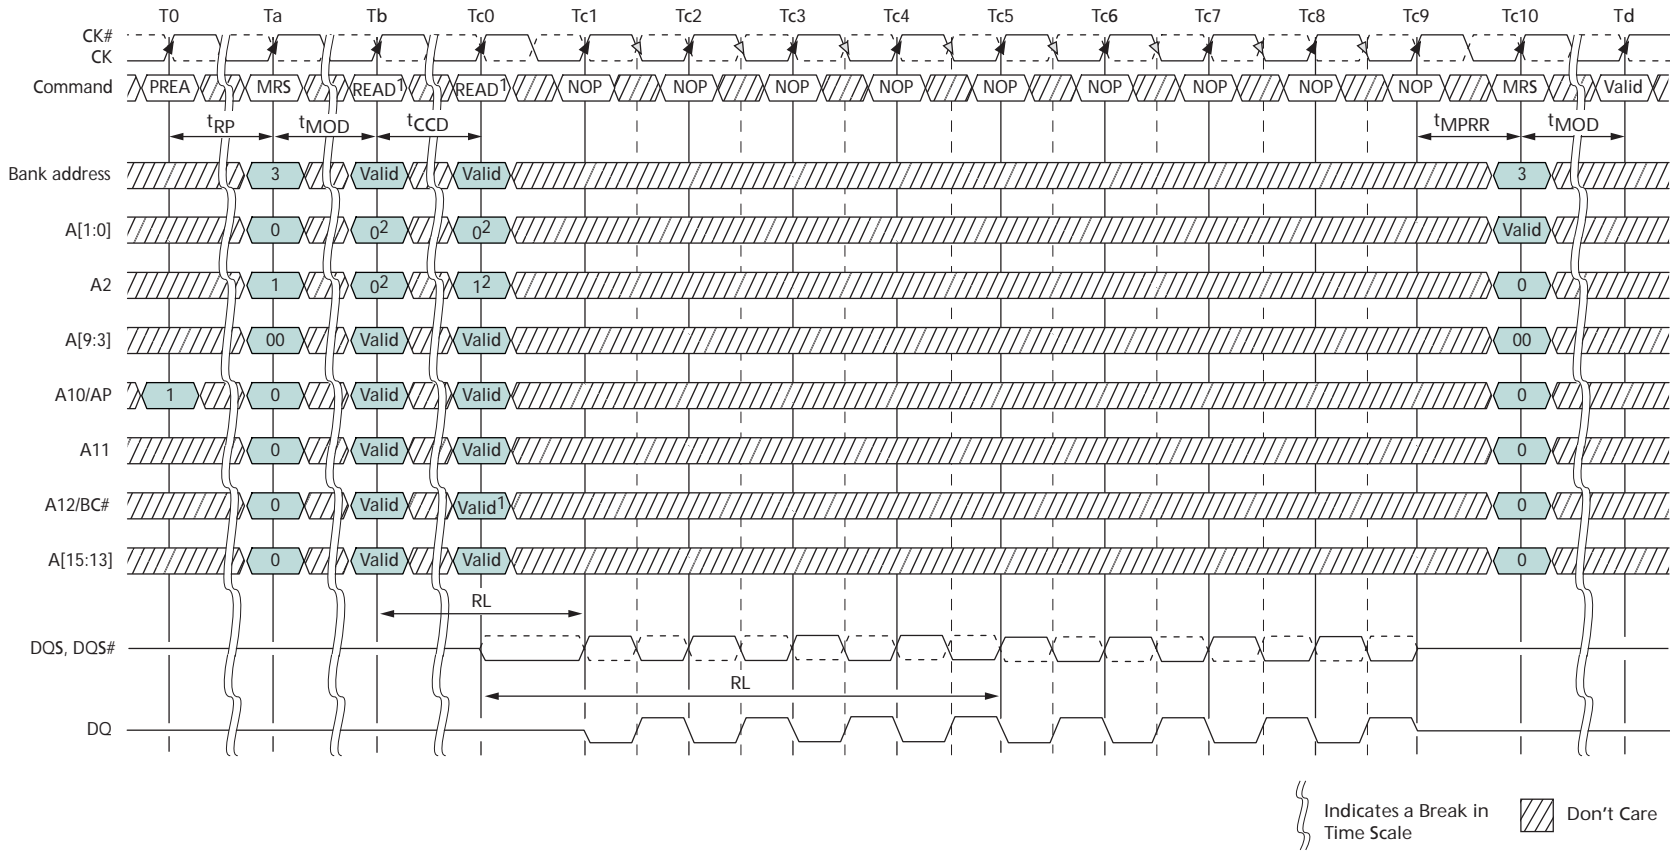 T0 Ta Tb Tc0 Tc1 Tc2 Tc3 Tc4 Tc5 Tc6 Tc7 Tc8 Tc9 Tc10 Td
CK#
CK
Command PREA MRS READ1 READ1 NOP NOP NOP NOP NOP NOP NOP NOP NOP MRS Valid
tRP tMOD tCCD tMPRR tMOD
Bank address 3 Valid Valid 3
A[1:0] 0 02 02 Valid
A2 1 02 12 0
A[9:3] 00 Valid Valid 00
A10/AP 1 0 Valid Valid 0
A11 0 Valid Valid 0
A12/BC# 0 Valid Valid1 0
A[15:13] 0 Valid Valid 0
RL
DQS, DQS#
RL
DQ
Indicates a Break in
Time Scale
Don't Care